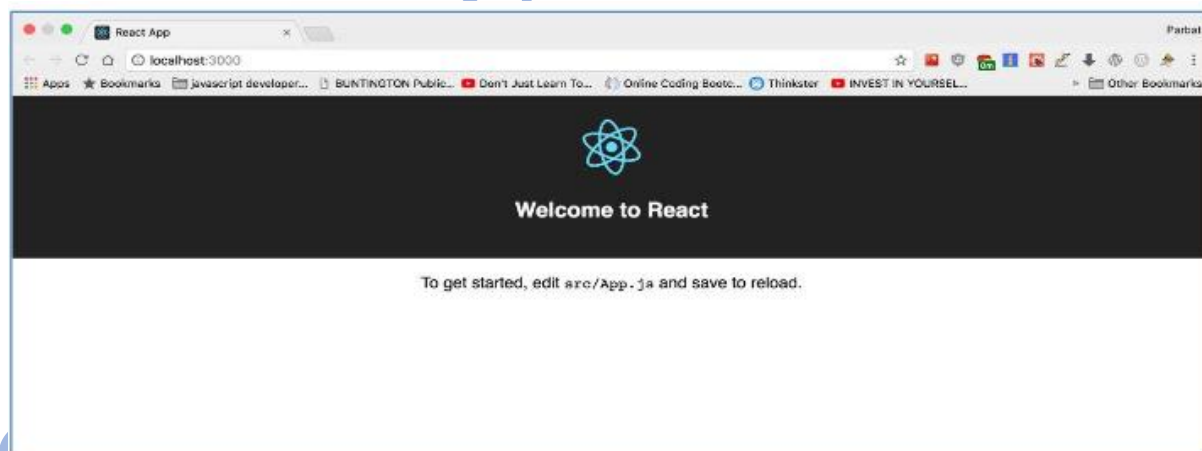 React App
Parbal
localhost:3000
Apps Bookmarks javascript developer... BUNTINGTON Public... Don't Just Learn To... Online Coding Boote... Thinkster INVEST IN YOURSEL... » Other Bookmarks
Welcome to React
To get started, edit src/App.js and save to reload.